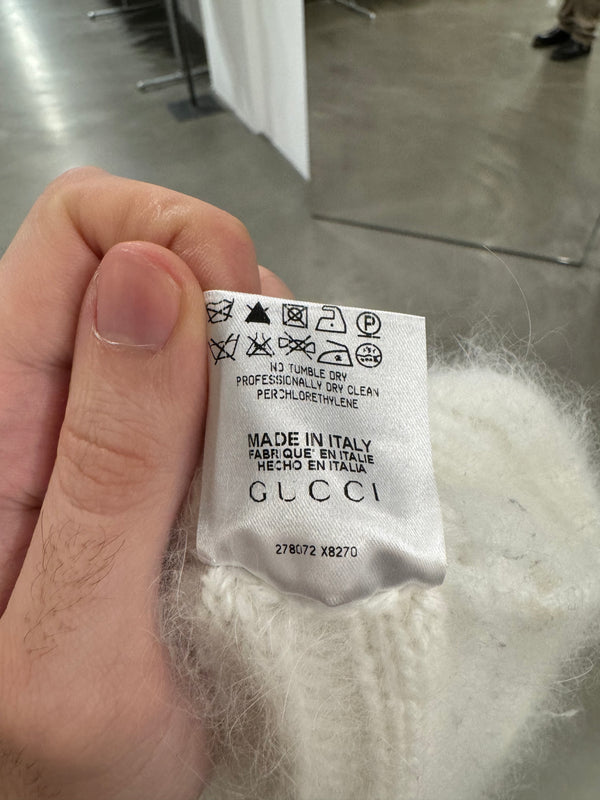 P
NO TUMBLE DRY
PROFESSIONALLY DRY CLEAN
PERCHLORETHYLENE
MADE IN ITALY
FABRIQUE' EN ITALIE
HECHO EN ITALIA
GUCCI
278072 X8270